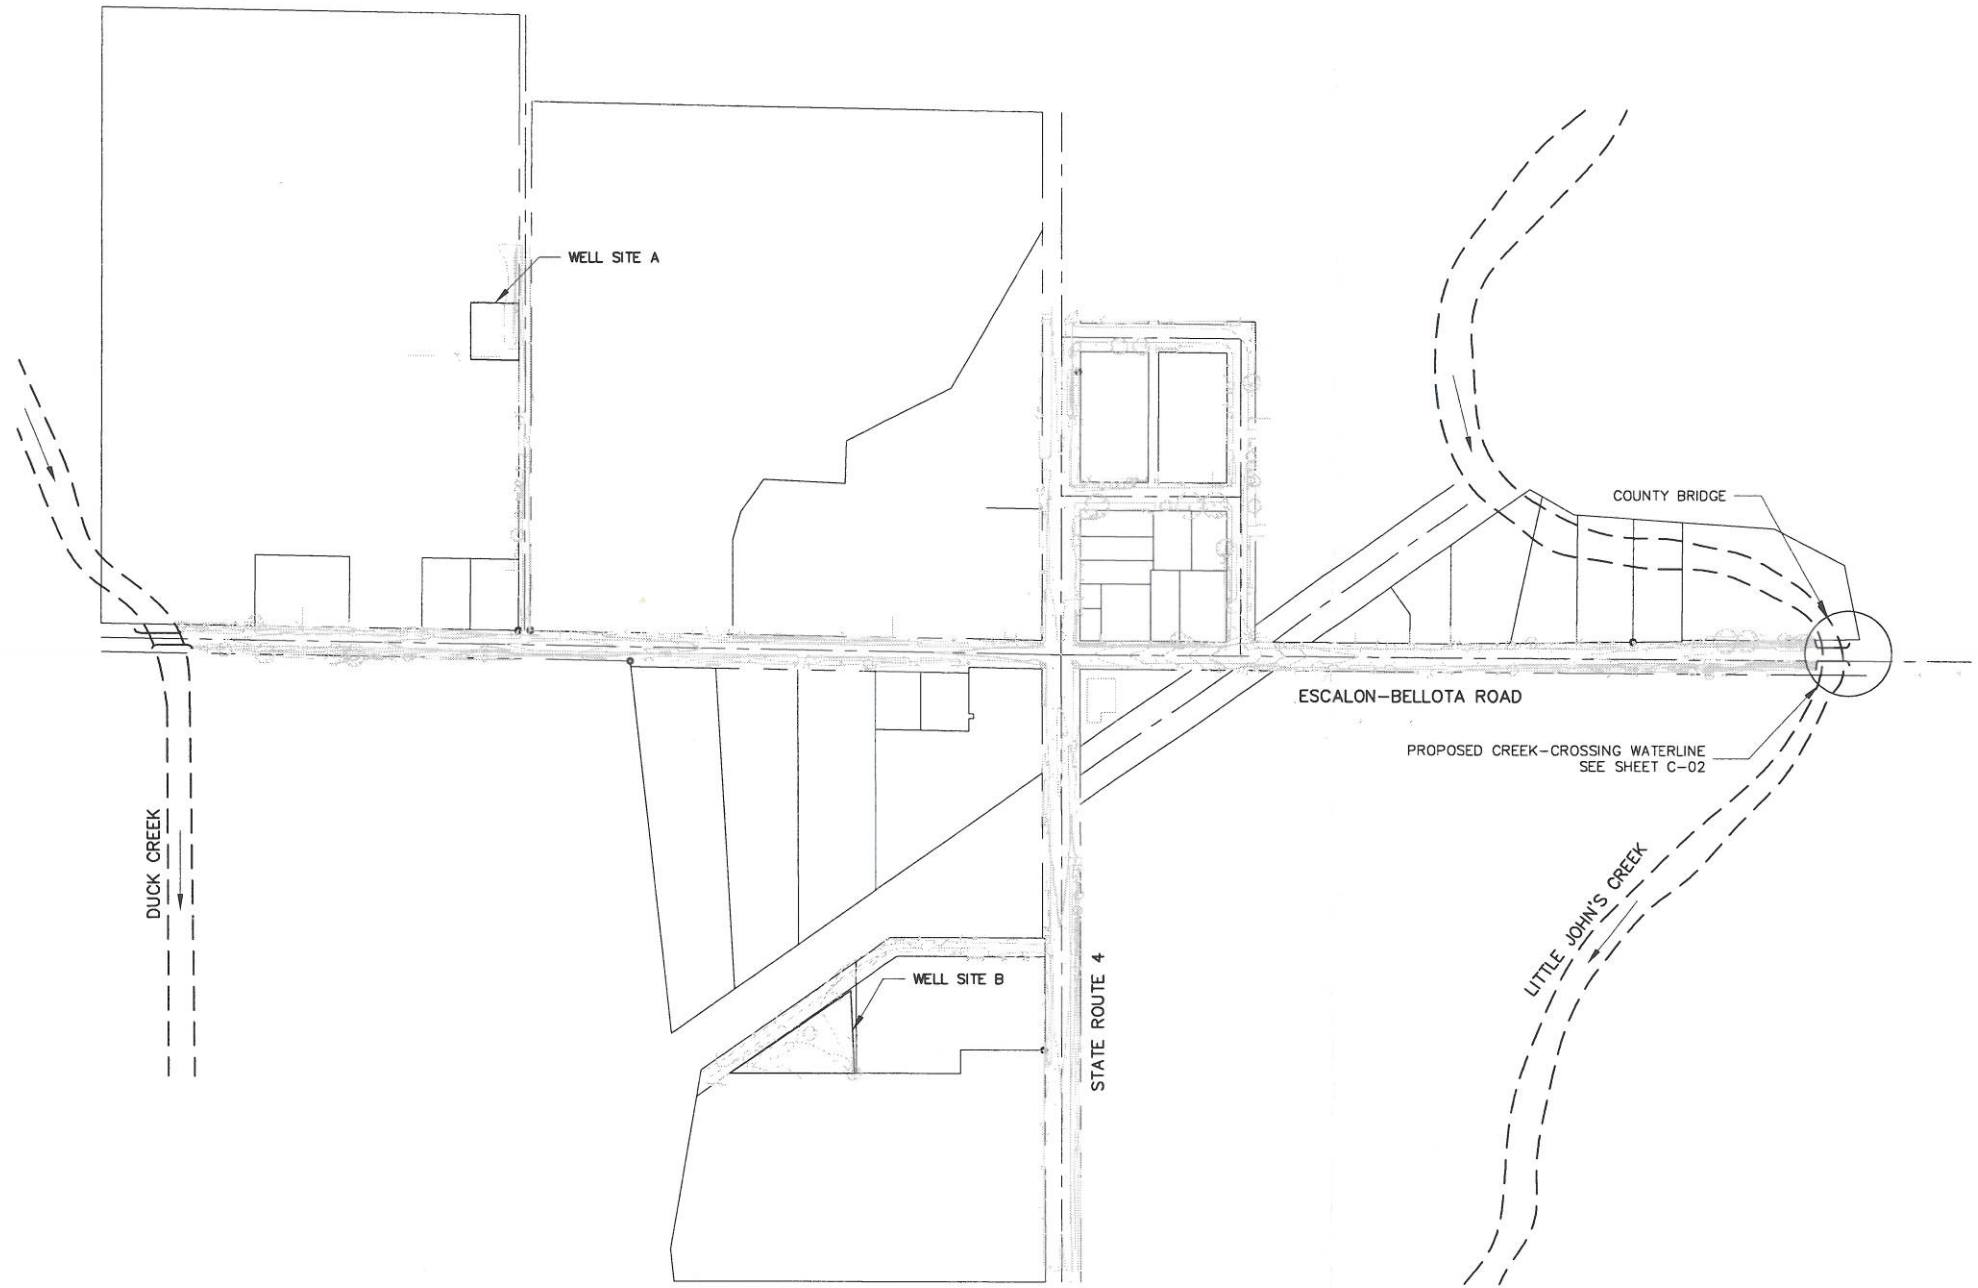 WELL SITE A
COUNTY BRIDGE
ESCALON-BELLOTA ROAD
PROPOSED CREEK-CROSSING WATERLINE
SEE SHEET C-02
DUCK CREEK
LITTLE JOHN'S CREEK
WELL SITE B
STATE ROUTE 4